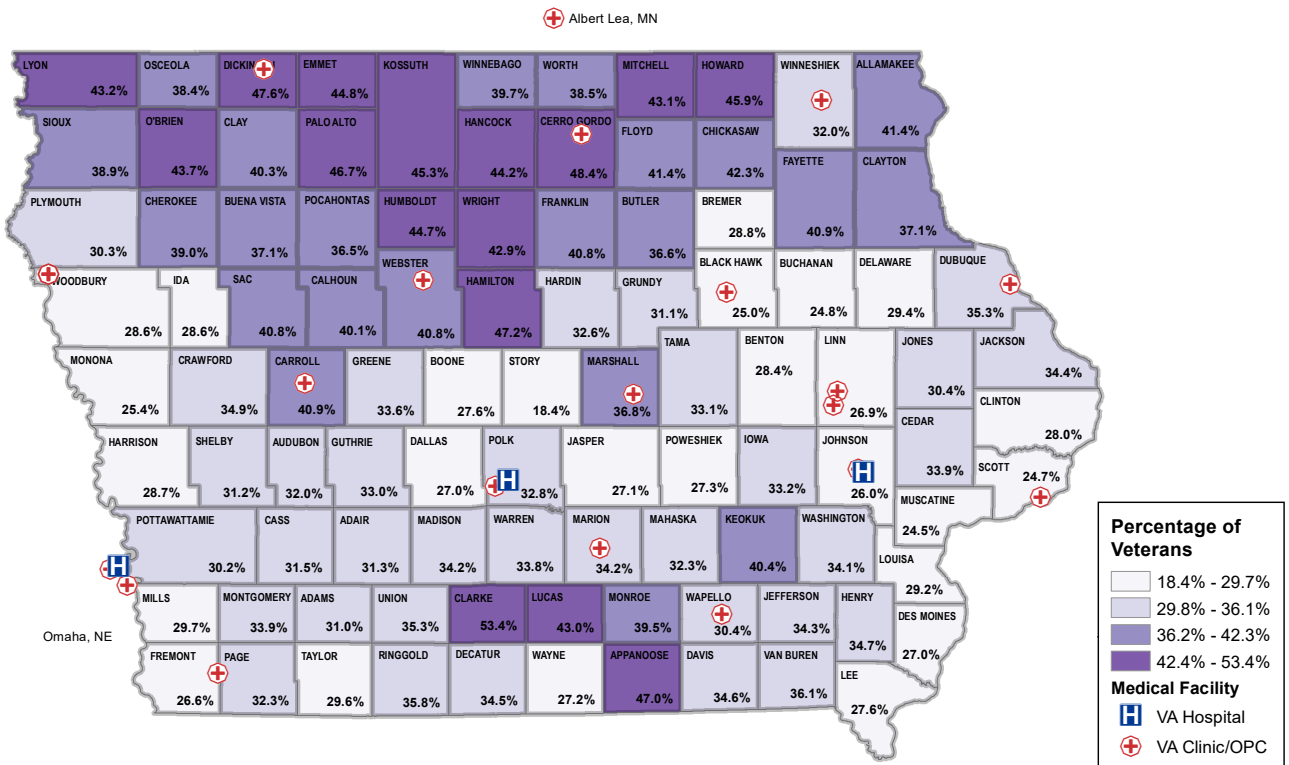 Albert Lea, MN
LYON
43.2%
OSCEOLA
38.4%
DICKIN
47.6%
EMMET
44.8%
KOSSUTH
45.3%
WINNEBAGO
39.7%
WORTH
38.5%
MITCHELL
43.1%
HOWARD
45.9%
WINNESHIEK
32.0%
ALLAMAKEE
41.4%
SIOUX
38.9%
O'BRIEN
43.7%
CLAY
40.3%
PALO ALTO
46.7%
HANCOCK
44.2%
CERRO GORDO
48.4%
FLOYD
41.4%
CHICKASAW
42.3%
FAYETTE
40.9%
CLAYTON
37.1%
PLYMOUTH
30.3%
CHEROKEE
39.0%
BUENA VISTA
37.1%
POCAHONTAS
36.5%
HUMBOLDT
44.7%
WRIGHT
42.9%
FRANKLIN
40.8%
BUTLER
36.6%
BREMER
28.8%
WOODBURY
28.6%
IDA
28.6%
SAC
40.8%
CALHOUN
40.1%
WEBSTER
40.8%
HAMILTON
47.2%
HARDIN
32.6%
GRUNDY
31.1%
BLACK HAWK
25.0%
BUCHANAN
24.8%
DELAWARE
29.4%
DUBUQUE
35.3%
MONONA
25.4%
CRAWFORD
34.9%
CARROLL
40.9%
GREENE
33.6%
BOONE
27.6%
STORY
18.4%
MARSHALL
36.8%
TAMA
33.1%
BENTON
28.4%
LINN
26.9%
JONES
30.4%
JACKSON
34.4%
CLINTON
28.0%
CEDAR
33.9%
HARRISON
28.7%
SHELBY
31.2%
AUDUBON
32.0%
GUTHRIE
33.0%
DALLAS
27.0%
POLK
H
32.8%
JASPER
27.1%
POWESHIEK
27.3%
IOWA
33.2%
JOHNSON
H
26.0%
SCOTT
24.7%
MUSCATINE
24.5%
POTTAWATTAMIE
H
30.2%
CASS
31.5%
ADAIR
31.3%
MADISON
34.2%
WARREN
33.8%
MARION
34.2%
MAHASKA
32.3%
KEOKUK
40.4%
WASHINGTON
34.1%
LOUISA
29.2%
Omaha, NE
MILLS
29.7%
MONTGOMERY
33.9%
ADAMS
31.0%
UNION
35.3%
CLARKE
53.4%
LUCAS
43.0%
MONROE
39.5%
WAPELLO
30.4%
JEFFERSON
34.3%
HENRY
34.7%
DES MOINES
27.0%
FREMONT
26.6%
PAGE
32.3%
TAYLOR
29.6%
RINGGOLD
35.8%
DECATUR
34.5%
WAYNE
27.2%
APPANOOSE
47.0%
DAVIS
34.6%
VAN BUREN
36.1%
LEE
27.6%
Percentage of
Veterans
18.4% - 29.7%
29.8% - 36.1%
36.2% - 42.3%
42.4% - 53.4%
Medical Facility
H VA Hospital
VA Clinic/OPC